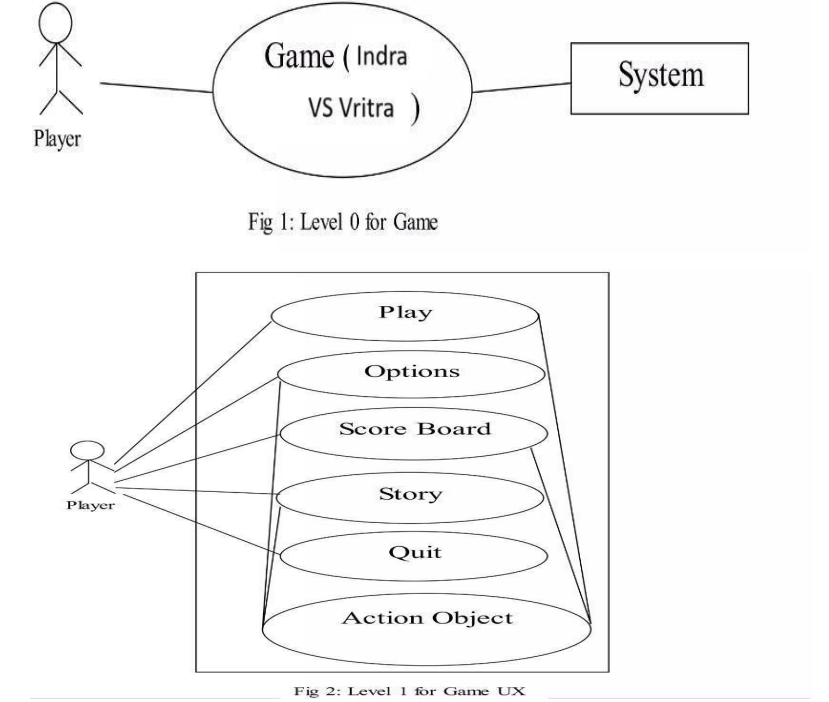 Game ( Indra
VS Vritra )
System
Player
Fig 1: Level 0 for Game
Play
Options
Score Board
Story
Quit
Player
Action Object
Fig 2: Level 1 for Game UX